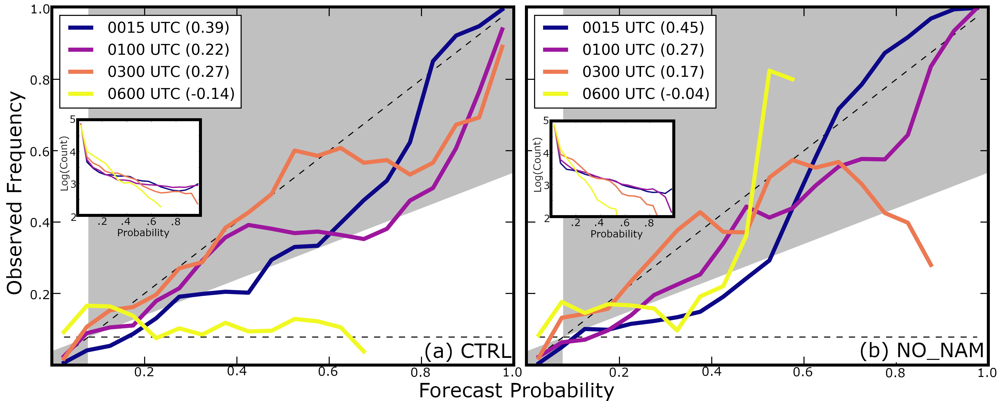 Observed Frequency
1.0
0.8
0.6
0.4
0.2
0015 UTC (0.39)
0100 UTC (0.22)
0300 UTC (0.27)
0600 UTC (-0.14)
Log(Count)
5
4
3
2
.2 .4 .6 .8
Probability
(a) CTRL
0.2 0.4 0.6 0.8 1.0
0015 UTC (0.45)
0100 UTC (0.27)
0300 UTC (0.17)
0600 UTC (-0.04)
Log(Count)
5
4
3
2
.2 .4 .6 .8
Probability
(b) NO_NAM
0.2 0.4 0.6 0.8 1.0
Forecast Probability